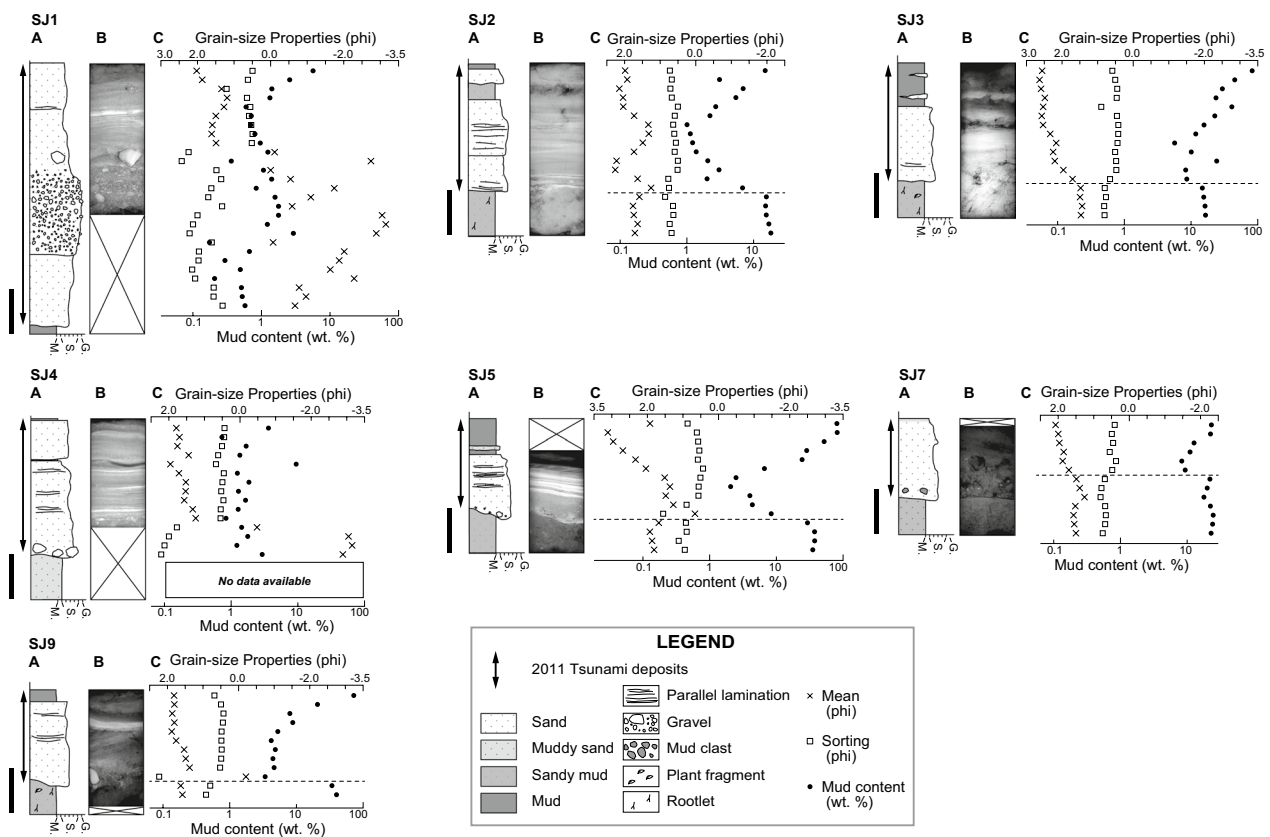 SJ1
A B C Grain-size Properties (phi)
3.0 2.0 0.0 -2.0 -3.5
0.1 1 10 100
Mud content (wt. %)
M. S. G.
SJ2
A B C Grain-size Properties (phi)
2.0 0.0 -2.0
0.1 1 10
Mud content (wt. %)
M. S. G.
SJ3
A B C Grain-size Properties (phi)
3.0 2.0 0.0 -2.0 -3.5
0.1 1 10 100
Mud content (wt. %)
M. S. G.
SJ4
A B C Grain-size Properties (phi)
2.0 0.0 -2.0 -3.5
No data available
0.1 1 10 100
Mud content (wt. %)
M. S. G.
SJ5
A B C Grain-size Properties (phi)
3.5 2.0 0.0 -2.0 -3.5
0.1 1 10 100
Mud content (wt. %)
M. S. G.
SJ7
A B C Grain-size Properties (phi)
2.0 0.0 -2.0
0.1 1 10
Mud content (wt. %)
M. S. G.
SJ9
A B C Grain-size Properties (phi)
2.0 0.0 -2.0 -3.5
0.1 1 10 100
Mud content (wt. %)
M. S. G.
LEGEND
2011 Tsunami deposits
Sand
Muddy sand
Sandy mud
Mud
Parallel lamination
Gravel
Mud clast
Plant fragment
Rootlet
Mean
(phi)
Sorting
(phi)
Mud content
(wt. %)